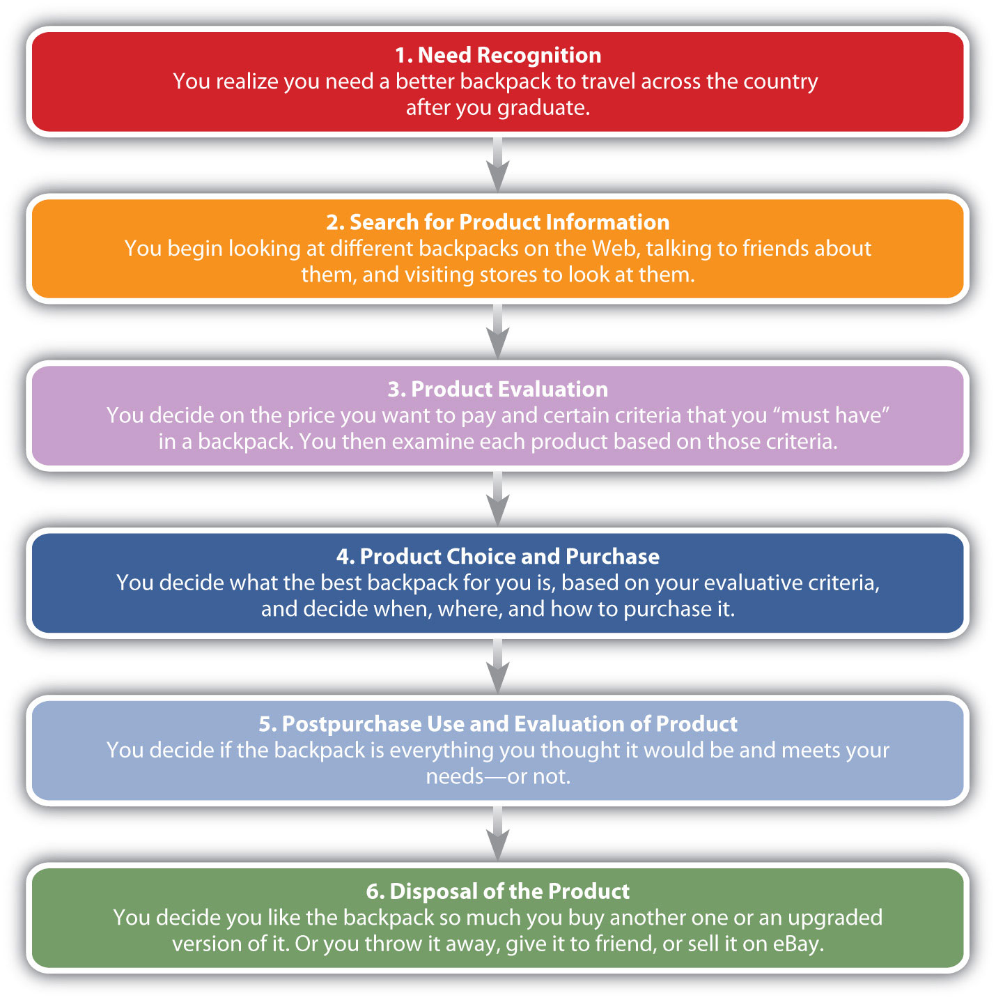 1. Need Recognition
You realize you need a better backpack to travel across the country
after you graduate.
2. Search for Product Information
You begin looking at different backpacks on the Web, talking to friends about
them, and visiting stores to look at them.
3. Product Evaluation
You decide on the price you want to pay and certain criteria that you “must have”
in a backpack. You then examine each product based on those criteria.
4. Product Choice and Purchase
You decide what the best backpack for you is, based on your evaluative criteria,
and decide when, where, and how to purchase it.
5. Postpurchase Use and Evaluation of Product
You decide if the backpack is everything you thought it would be and meets your
needs—or not.
6. Disposal of the Product
You decide you like the backpack so much you buy another one or an upgraded
version of it. Or you throw it away, give it to friend, or sell it on eBay.